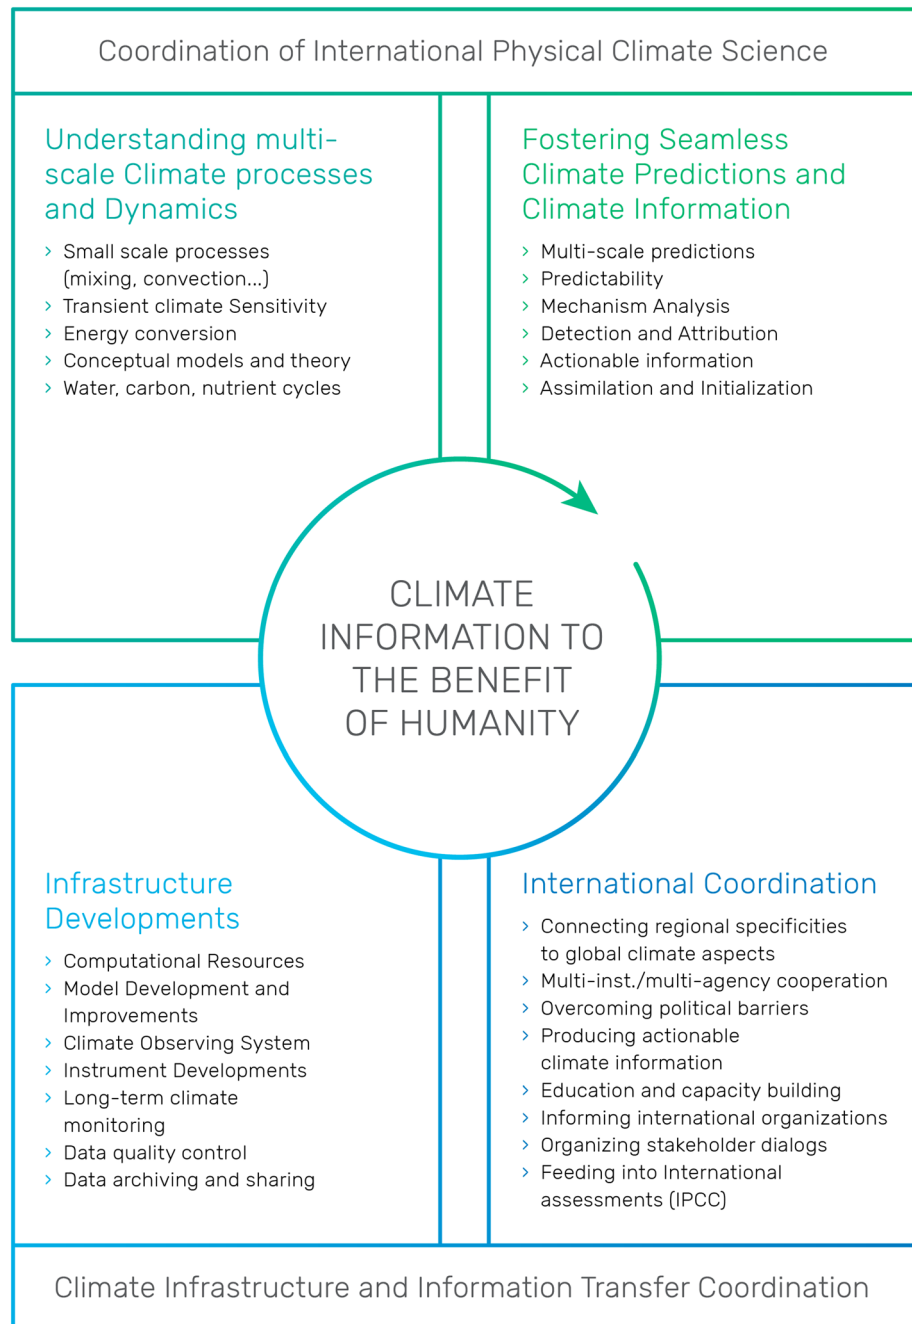 Coordination of International Physical Climate Science
Understanding multi-
scale Climate processes
and Dynamics
› Small scale processes
(mixing, convection...)
› Transient climate Sensitivity
› Energy conversion
› Conceptual models and theory
› Water, carbon, nutrient cycles
Fostering Seamless
Climate Predictions and
Climate Information
› Multi-scale predictions
› Predictability
› Mechanism Analysis
› Detection and Attribution
› Actionable information
› Assimilation and Initialization
CLIMATE
INFORMATION TO
THE BENEFIT
OF HUMANITY
Infrastructure
Developments
› Computational Resources
› Model Development and
Improvements
› Climate Observing System
› Instrument Developments
› Long-term climate
monitoring
› Data quality control
› Data archiving and sharing
International Coordination
› Connecting regional specificities
to global climate aspects
› Multi-inst./multi-agency cooperation
› Overcoming political barriers
› Producing actionable
climate information
› Education and capacity building
› Informing international organizations
› Organizing stakeholder dialogs
› Feeding into International
assessments (IPCC)
Climate Infrastructure and Information Transfer Coordination